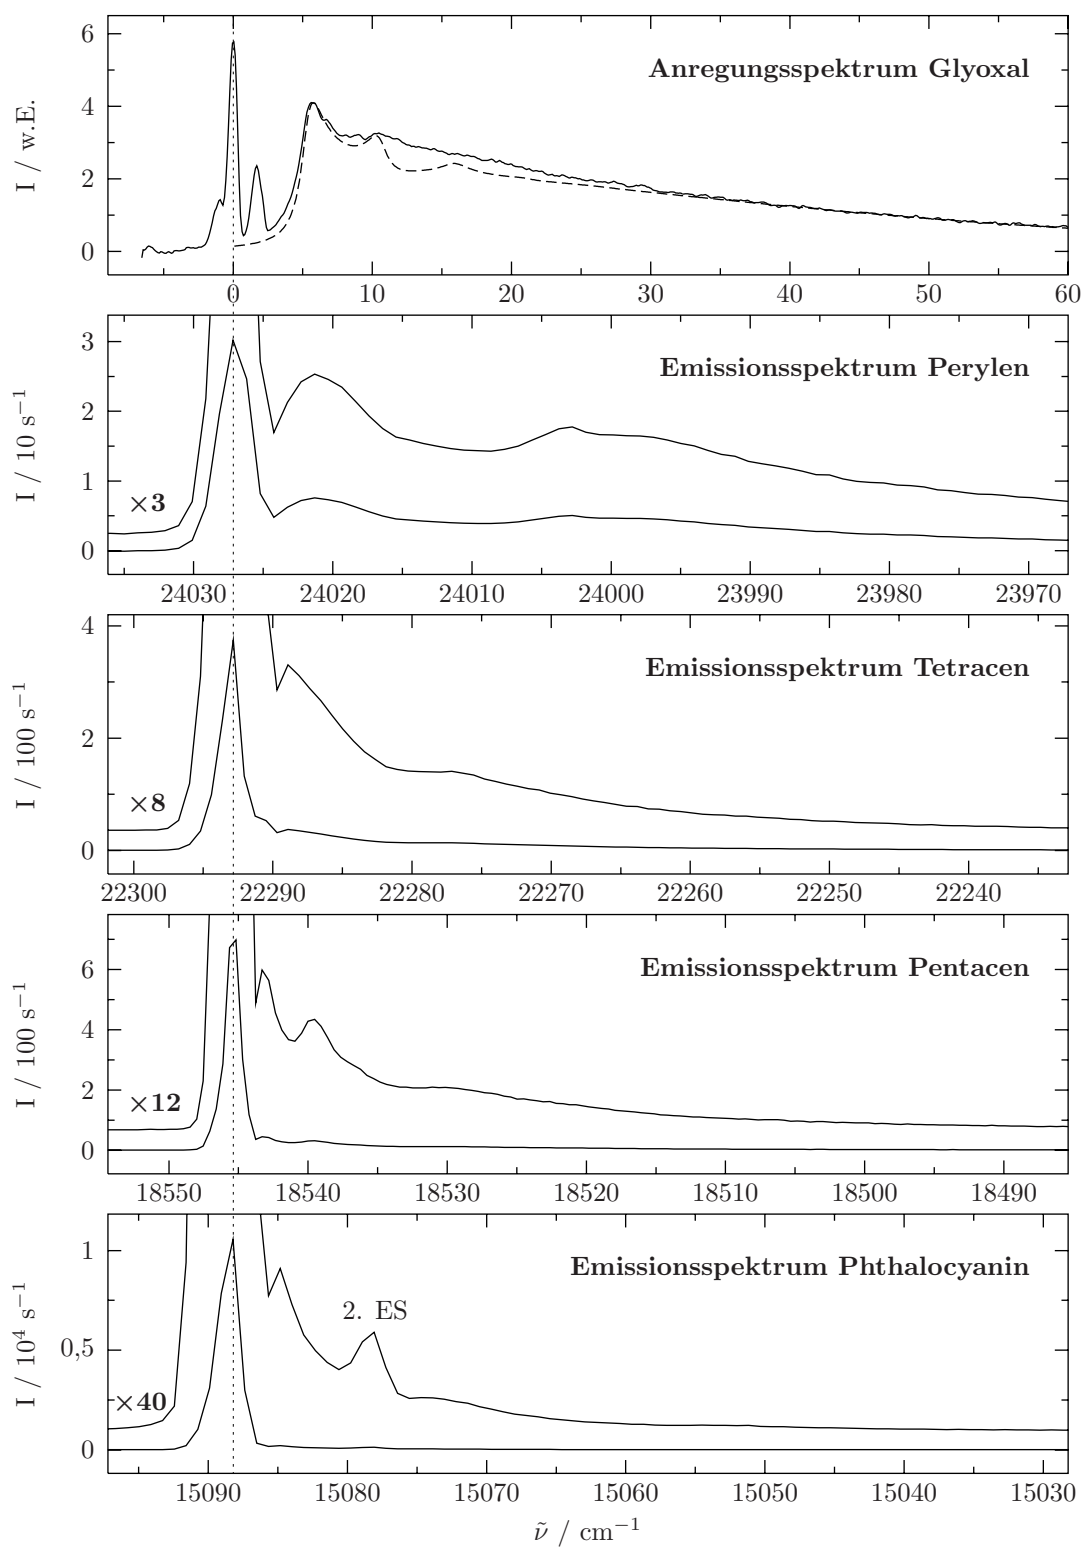 Anregungsspektrum Glyoxal
I / w.E.
6
4
2
0
0 10 20 30 40 50 60
Emissionsspektrum Perylen
I / 10 s⁻¹
3
2
1
0
×3
24030 24020 24010 24000 23990 23980 23970
Emissionsspektrum Tetracen
I / 100 s⁻¹
4
2
0
×8
22300 22290 22280 22270 22260 22250 22240
Emissionsspektrum Pentacen
I / 100 s⁻¹
6
4
2
0
×12
18550 18540 18530 18520 18510 18500 18490
Emissionsspektrum Phthalocyanin
I / 10⁴ s⁻¹
1
2. ES
0,5
×40
0
15090 15080 15070 15060 15050 15040 15030
ν̃ / cm⁻¹